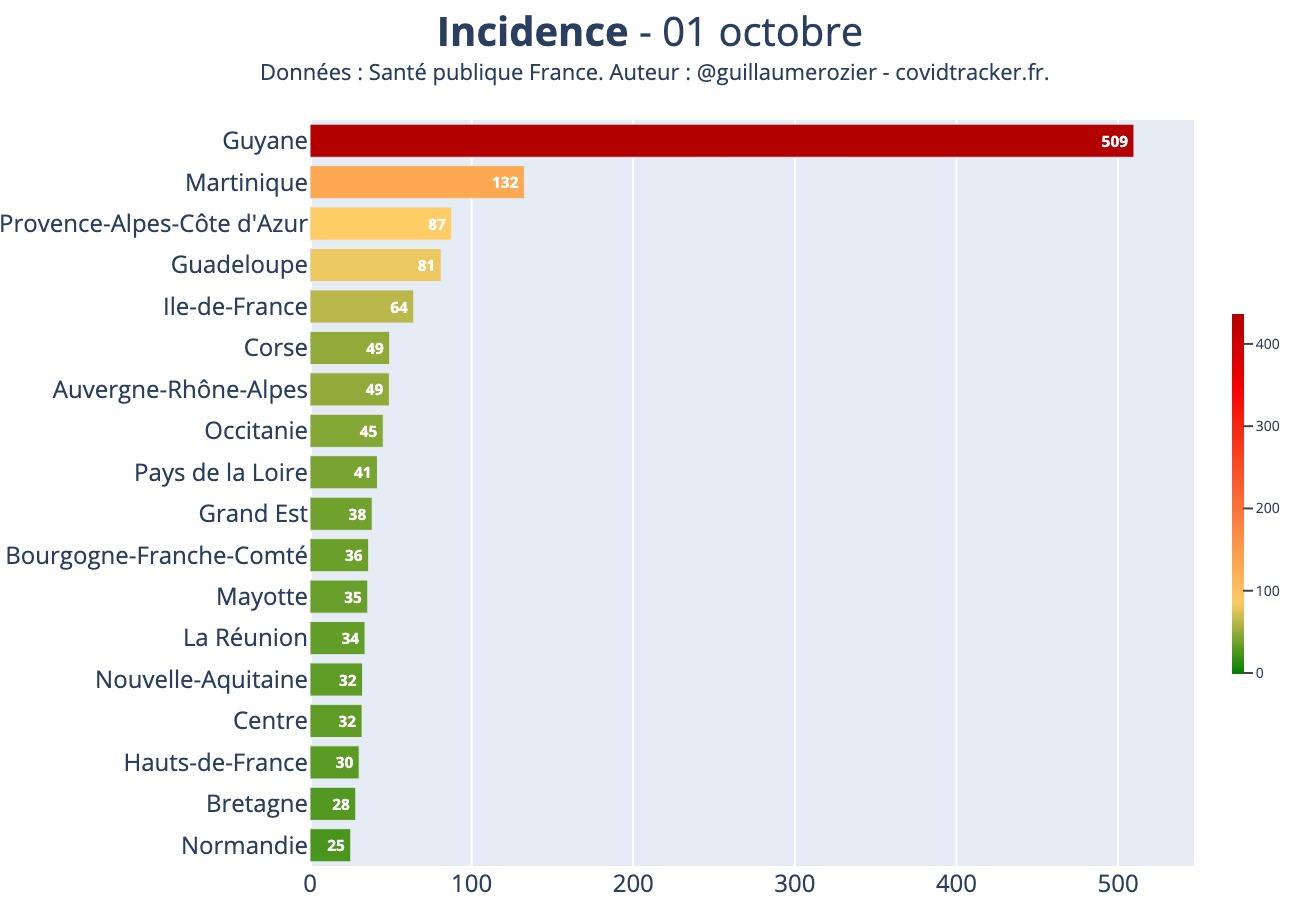 Incidence - 01 octobre
Données : Santé publique France. Auteur : @guillaumerozier - covidtracker.fr.
Guyane 509
Martinique 132
Provence-Alpes-Côte d'Azur 87
Guadeloupe 81
Ile-de-France 64
Corse 49
Auvergne-Rhône-Alpes 49
Occitanie 45
Pays de la Loire 41
Grand Est 38
Bourgogne-Franche-Comté 36
Mayotte 35
La Réunion 34
Nouvelle-Aquitaine 32
Centre 32
Hauts-de-France 30
Bretagne 28
Normandie 25
0 100 200 300 400 500
400
300
200
100
0